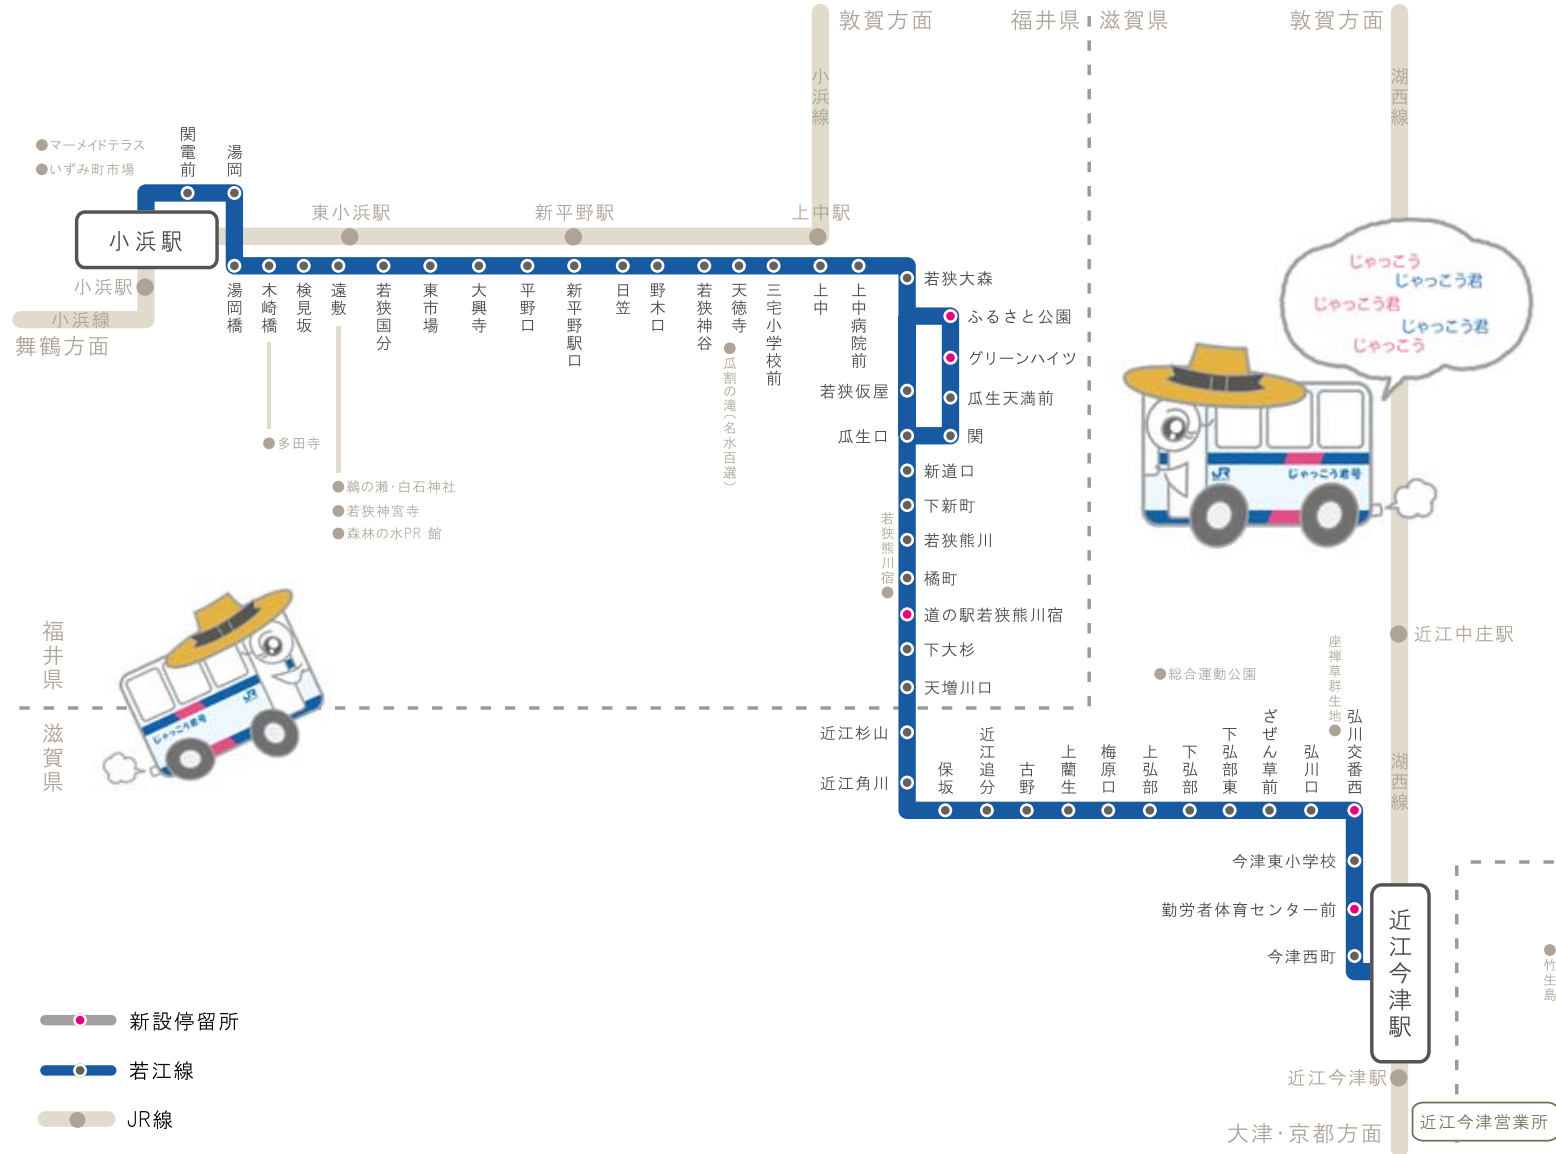 敦賀方面
福井県
滋賀県
敦賀方面
小浜線
湖西線
マーメイドテラス
いずみ町市場
関電前
湯岡
小浜駅
東小浜駅
新平野駅
上中駅
小浜駅
小浜線
舞鶴方面
湯岡橋
木崎橋
検見坂
遠敷
若狭国分
東市場
大興寺
平野口
新平野駅口
日笠
野木口
若狭神谷
天徳寺
三宅小学校前
上中
上中病院前
多田寺
鵜の瀬・白石神社
若狭神宮寺
森林の水PR 館
瓜割の滝(名水百選)
若狭大森
ふるさと公園
グリーンハイツ
瓜生天満前
関
若狭仮屋
瓜生口
新道口
下新町
若狭熊川
橘町
道の駅若狭熊川宿
下大杉
天増川口
若狭熊川宿
近江杉山
近江角川
じゃっこう
じゃっこう君
じゃっこう君
じゃっこう君
じゃっこう
JR
じゃっこう君号
JR
じゃっこう君号
福井県
滋賀県
近江中庄駅
総合運動公園
座禅草群生地
湖西線
保坂
近江追分
古野
上藺生
梅原口
上弘部
下弘部
下弘部東
ざぜん草前
弘川口
弘川交番西
今津東小学校
勤労者体育センター前
今津西町
近江今津駅
近江今津駅
大津・京都方面
近江今津営業所
竹生島
新設停留所
若江線
JR線